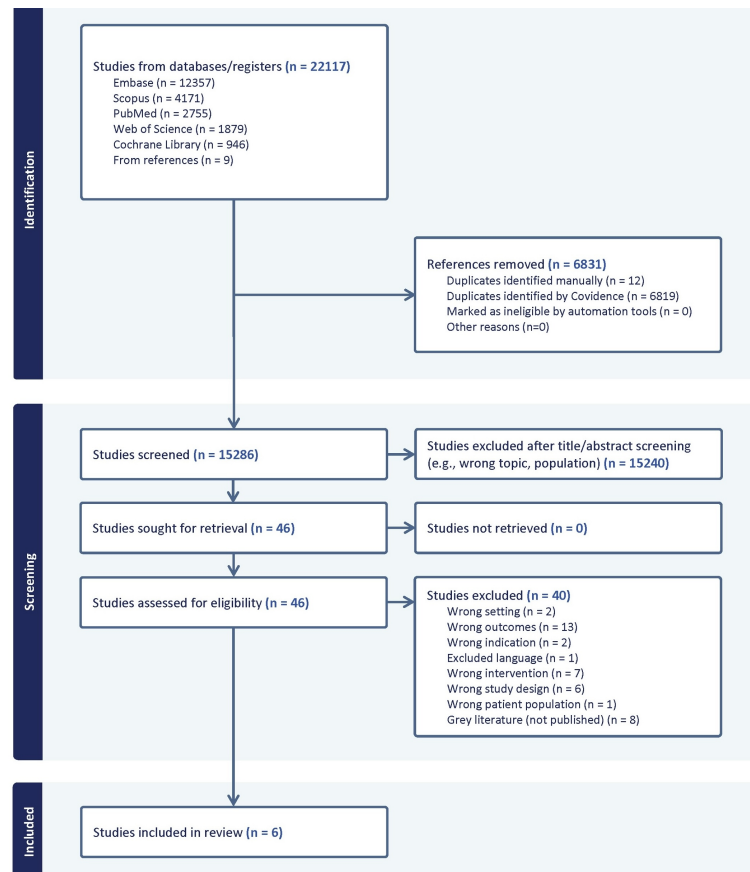 Identification
Studies from databases/registers (n = 22117)
Embase (n = 12357)
Scopus (n = 4171)
PubMed (n = 2755)
Web of Science (n = 1879)
Cochrane Library (n = 946)
From references (n = 9)
References removed (n = 6831)
Duplicates identified manually (n = 12)
Duplicates identified by Covidence (n = 6819)
Marked as ineligible by automation tools (n = 0)
Other reasons (n=0)
Screening
Studies screened (n = 15286)
Studies excluded after title/abstract screening
(e.g., wrong topic, population) (n = 15240)
Studies sought for retrieval (n = 46)
Studies not retrieved (n = 0)
Studies assessed for eligibility (n = 46)
Studies excluded (n = 40)
Wrong setting (n = 2)
Wrong outcomes (n = 13)
Wrong indication (n = 2)
Excluded language (n = 1)
Wrong intervention (n = 7)
Wrong study design (n = 6)
Wrong patient population (n = 1)
Grey literature (not published) (n = 8)
Included
Studies included in review (n = 6)